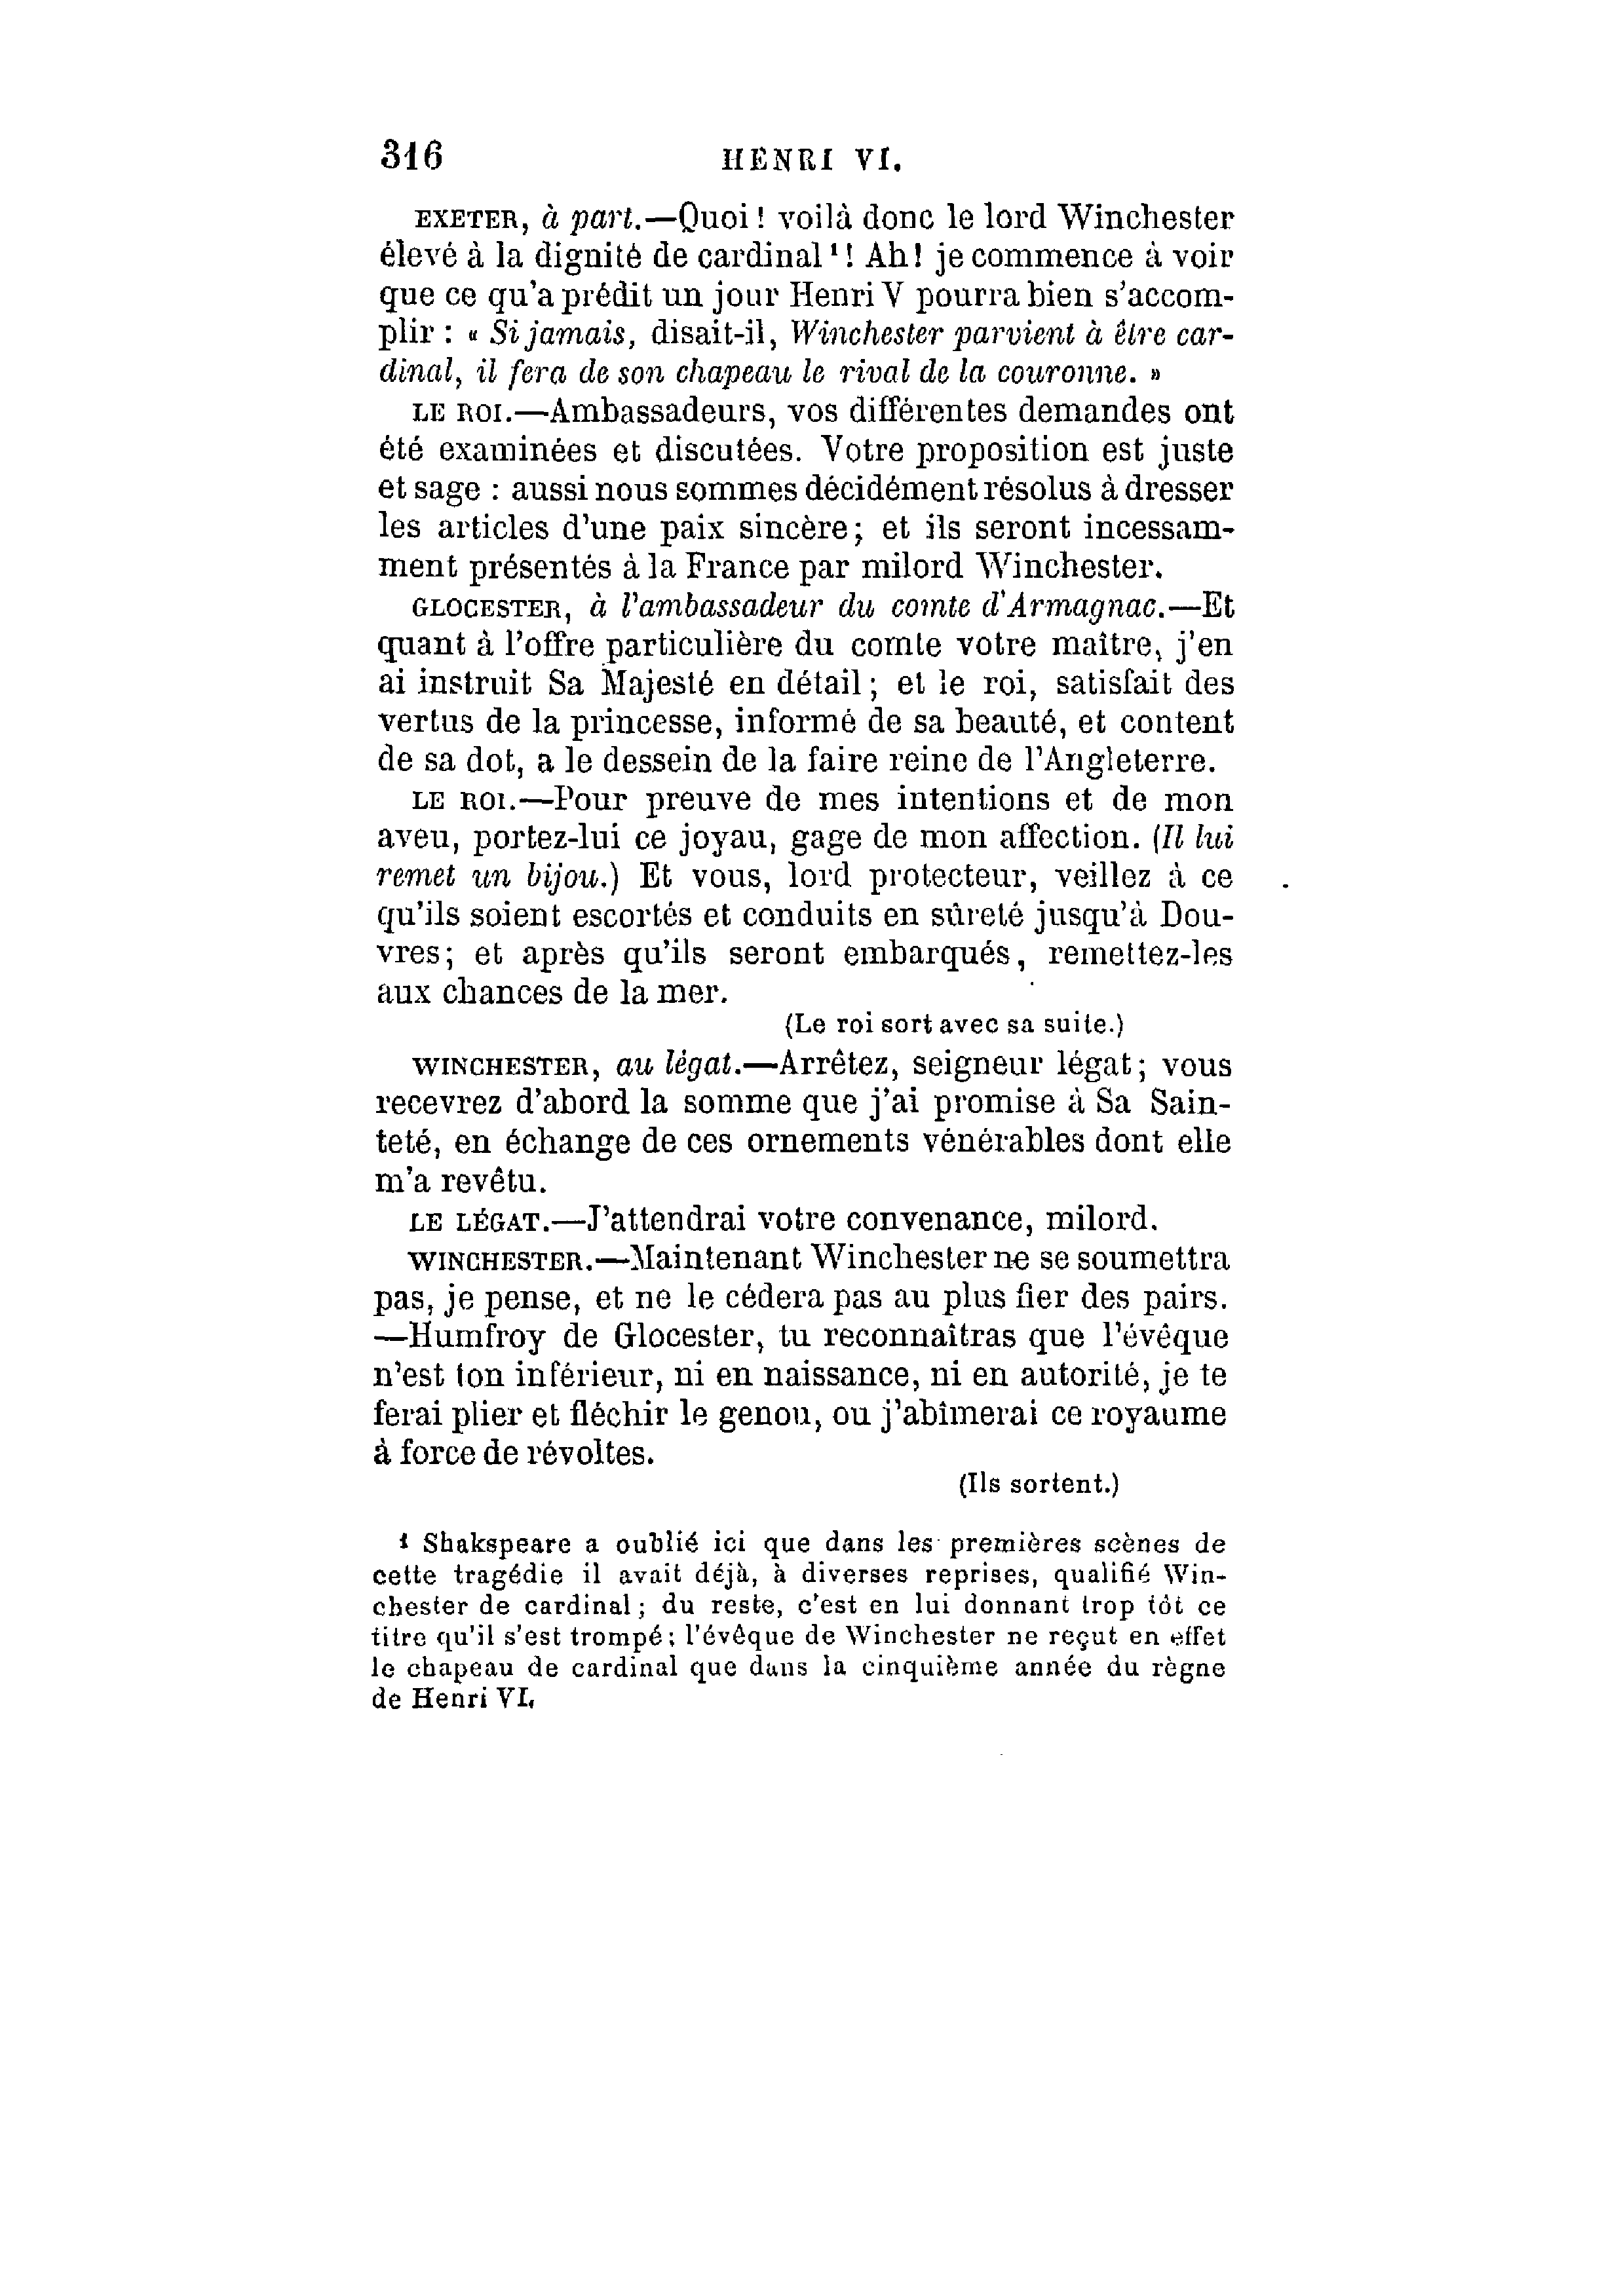 316 HENRI VI.
EXETER, à part.—Quoi ! voilà donc le lord Winchester
élevé à la dignité de cardinal ¹ ! Ah ! je commence à voir
que ce qu'a prédit un jour Henri V pourra bien s'accom-
plir : « Si jamais, disait-il, Winchester parvient à être car-
dinal, il fera de son chapeau le rival de la couronne. »
LE ROI.—Ambassadeurs, vos différentes demandes ont
été examinées et discutées. Votre proposition est juste
et sage : aussi nous sommes décidément résolus à dresser
les articles d'une paix sincère; et ils seront incessam-
ment présentés à la France par milord Winchester.
GLOCESTER, à l'ambassadeur du comte d'Armagnac.—Et
quant à l'offre particulière du comte votre maître, j'en
ai instruit Sa Majesté en détail; et le roi, satisfait des
vertus de la princesse, informé de sa beauté, et content
de sa dot, a le dessein de la faire reine de l'Angleterre.
LE ROI.—Pour preuve de mes intentions et de mon
aveu, portez-lui ce joyau, gage de mon affection. (Il lui
remet un bijou.) Et vous, lord protecteur, veillez à ce
qu'ils soient escortés et conduits en sûreté jusqu'à Dou-
vres; et après qu'ils seront embarqués, remettez-les
aux chances de la mer.
(Le roi sort avec sa suite.)
WINCHESTER, au légat.—Arrêtez, seigneur légat; vous
recevrez d'abord la somme que j'ai promise à Sa Sain-
teté, en échange de ces ornements vénérables dont elle
m'a revêtu.
LE LÉGAT.—J'attendrai votre convenance, milord.
WINCHESTER.—Maintenant Winchester ne se soumettra
pas, je pense, et ne le cédera pas au plus fier des pairs.
—Humfroy de Glocester, tu reconnaîtras que l'évêque
n'est ton inférieur, ni en naissance, ni en autorité, je te
ferai plier et fléchir le genou, ou j'abîmerai ce royaume
à force de révoltes.
(Ils sortent.)
¹ Shakspeare a oublié ici que dans les premières scènes de
cette tragédie il avait déjà, à diverses reprises, qualifié Win-
chester de cardinal; du reste, c'est en lui donnant trop tôt ce
titre qu'il s'est trompé; l'évêque de Winchester ne reçut en effet
le chapeau de cardinal que dans la cinquième année du règne
de Henri VI.